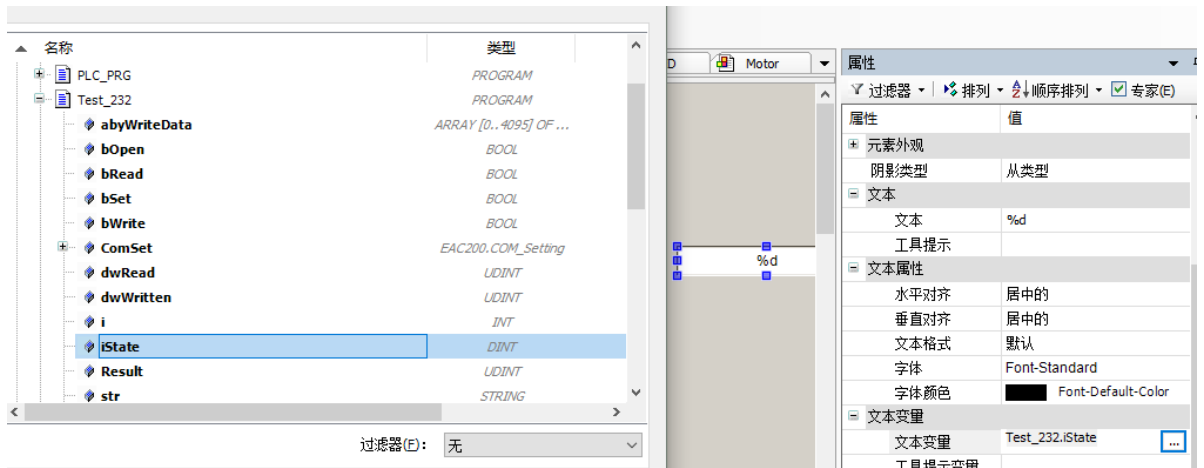 名称 类型
PLC_PRG PROGRAM
Test_232 PROGRAM
abyWriteData ARRAY [0..4095] OF ...
bOpen BOOL
bRead BOOL
bSet BOOL
bWrite BOOL
ComSet EAC200.COM_Setting
dwRead UDINT
dwWritten UDINT
i INT
iState DINT
Result UDINT
str STRING
过滤器(F): 无
D Motor
%d
属性
过滤器 排列 顺序排列 专家(E)
属性 值
元素外观
阴影类型 从类型
文本
文本 %d
工具提示
文本属性
水平对齐 居中的
垂直对齐 居中的
文本格式 默认
字体 Font-Standard
字体颜色 Font-Default-Color
文本变量
文本变量 Test_232.iState ...
工具提示变量